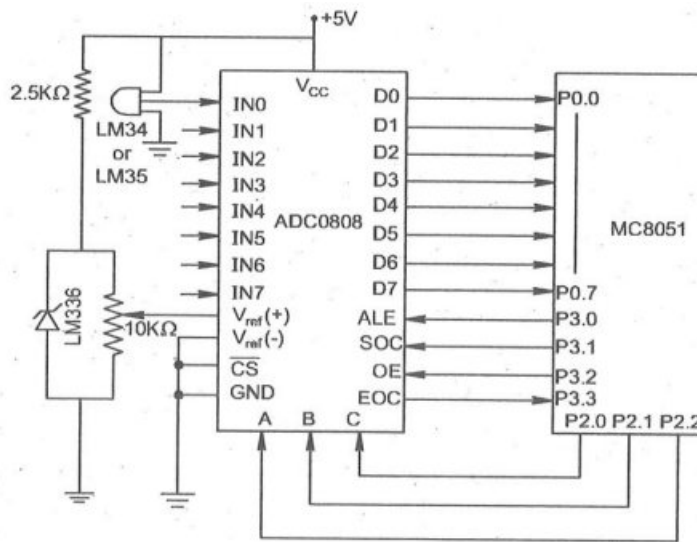 +5V
2.5KΩ
LM34
or
LM35
V_CC
IN0
IN1
IN2
IN3
IN4
IN5
IN6
IN7
V_ref(+)
V_ref(-)
C̅S̅
GND
ADC0808
D0
D1
D2
D3
D4
D5
D6
D7
ALE
SOC
OE
EOC
A B C
LM336
10KΩ
P0.0
MC8051
P0.7
P3.0
P3.1
P3.2
P3.3
P2.0 P2.1 P2.2